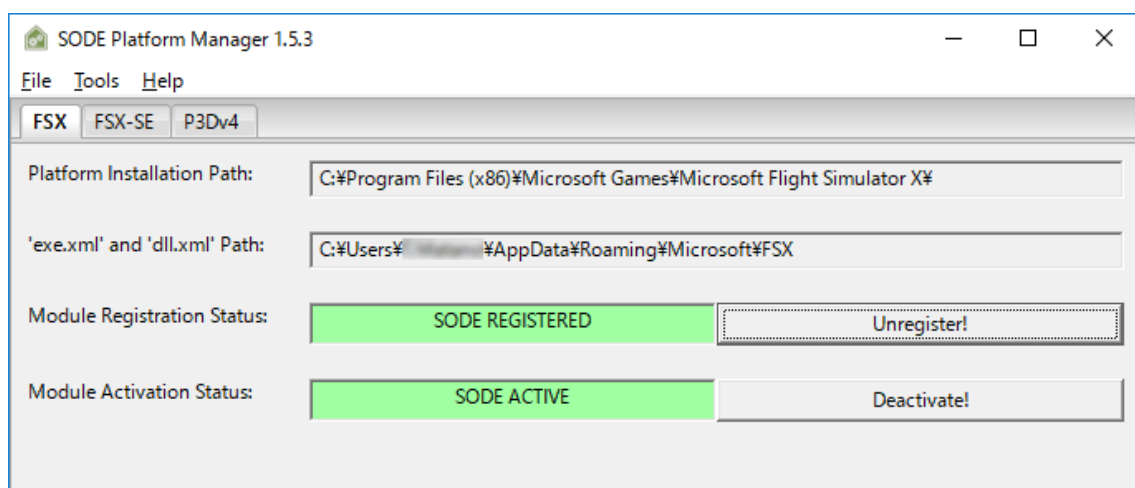 SODE Platform Manager 1.5.3
File Tools Help
FSX FSX-SE P3Dv4
Platform Installation Path: C:¥Program Files (x86)¥Microsoft Games¥Microsoft Flight Simulator X¥
'exe.xml' and 'dll.xml' Path: C:¥Users¥ ¥AppData¥Roaming¥Microsoft¥FSX
Module Registration Status: SODE REGISTERED Unregister!
Module Activation Status: SODE ACTIVE Deactivate!